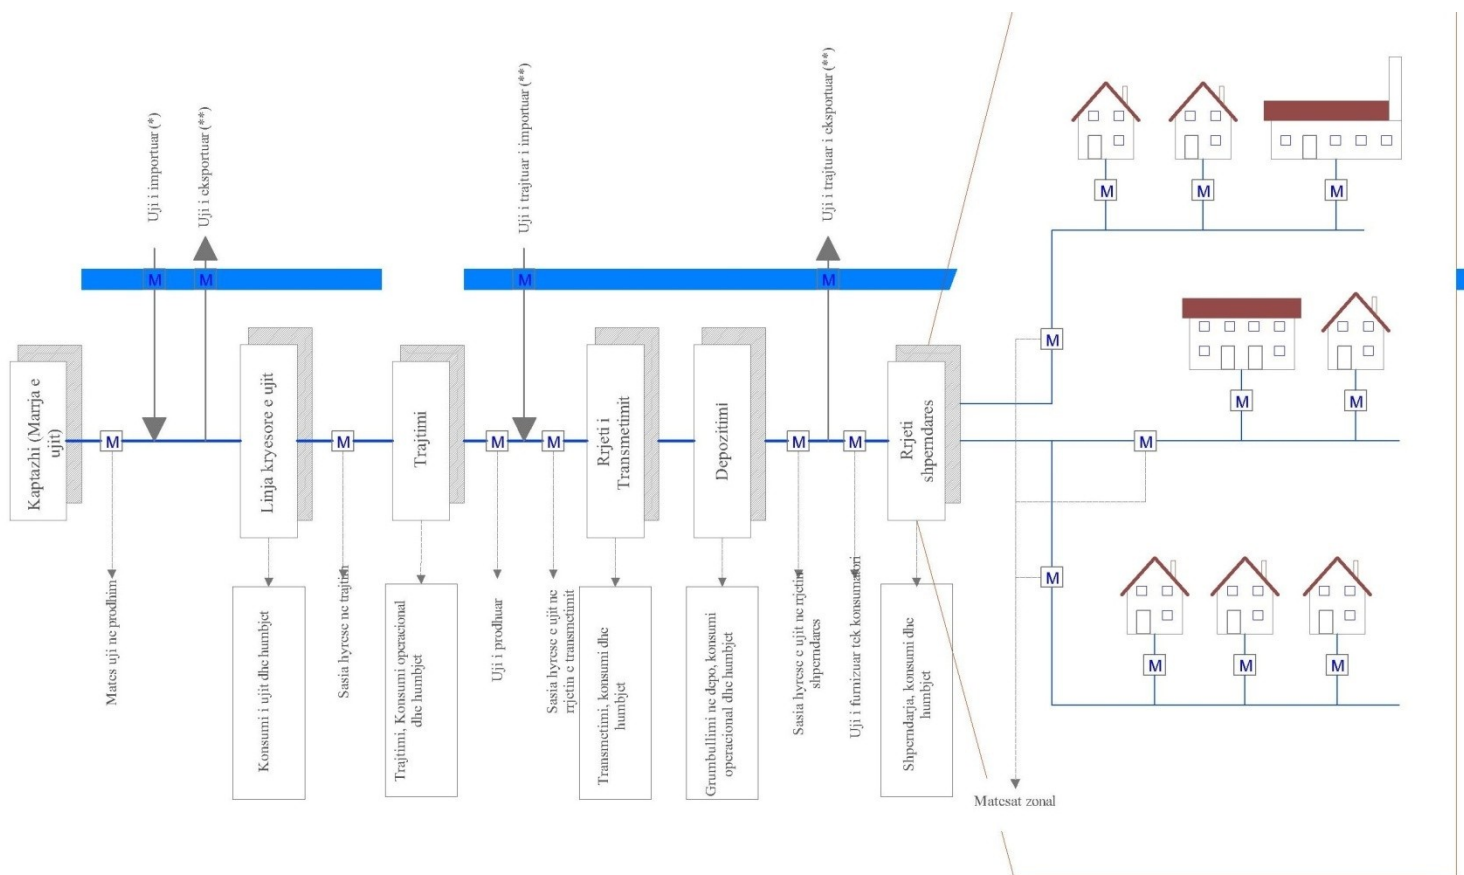 Uji i importuar (*)
Uji i eksportuar (**)
Uji i trajtuar i importuar (**)
Uji i trajtuar i eksportuar (**)
M
M
M
M
M
M
M
Kaptazhi (Marrja e
ujit)
M
Linja kryesore e ujit
M
Trajtimi
M
M
Rrjeti i
Transmetimit
Depozitimi
M
M
Rrjeti
shperndares
M
M
M
M
M
Mates uji ne prodhim
Konsumi i ujit dhe humbjet
Sasia hyrese ne trajtim
Trajtimi, Konsumi operacional
dhe humbjet
Uji i prodhuar
Sasia hyrese e ujit ne
rrjetin e transmetimit
Transmetimi, konsumi dhe
humbjet
Grumbullimi ne depo, konsumi
operacional dhe humbjet
Sasia hyrese e ujit ne rrjetin
shperndares
Uji i furnizuar tek konsumatori
Shperndarja, konsumi dhe
humbjet
M
M
M
Matesat zonal